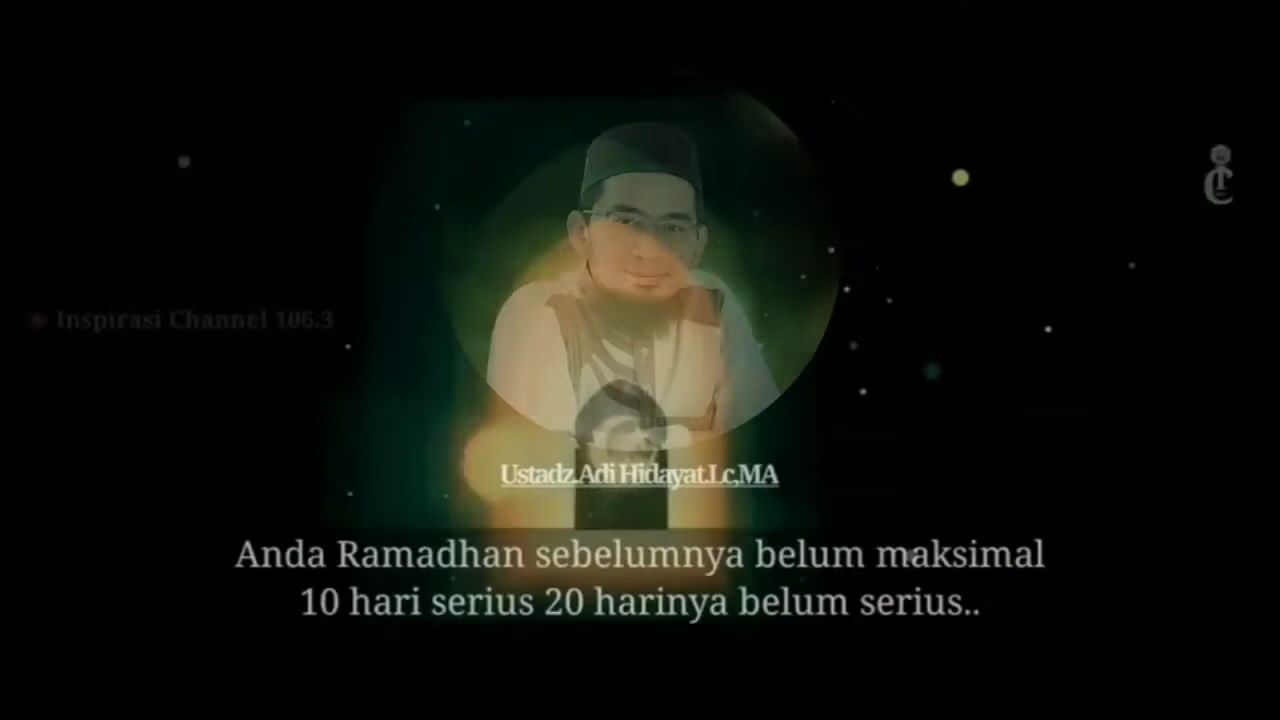 Inspirasi Channel 106.3
Ustadz.Adi Hidayat.Lc,MA
Anda Ramadhan sebelumnya belum maksimal
10 hari serius 20 harinya belum serius..